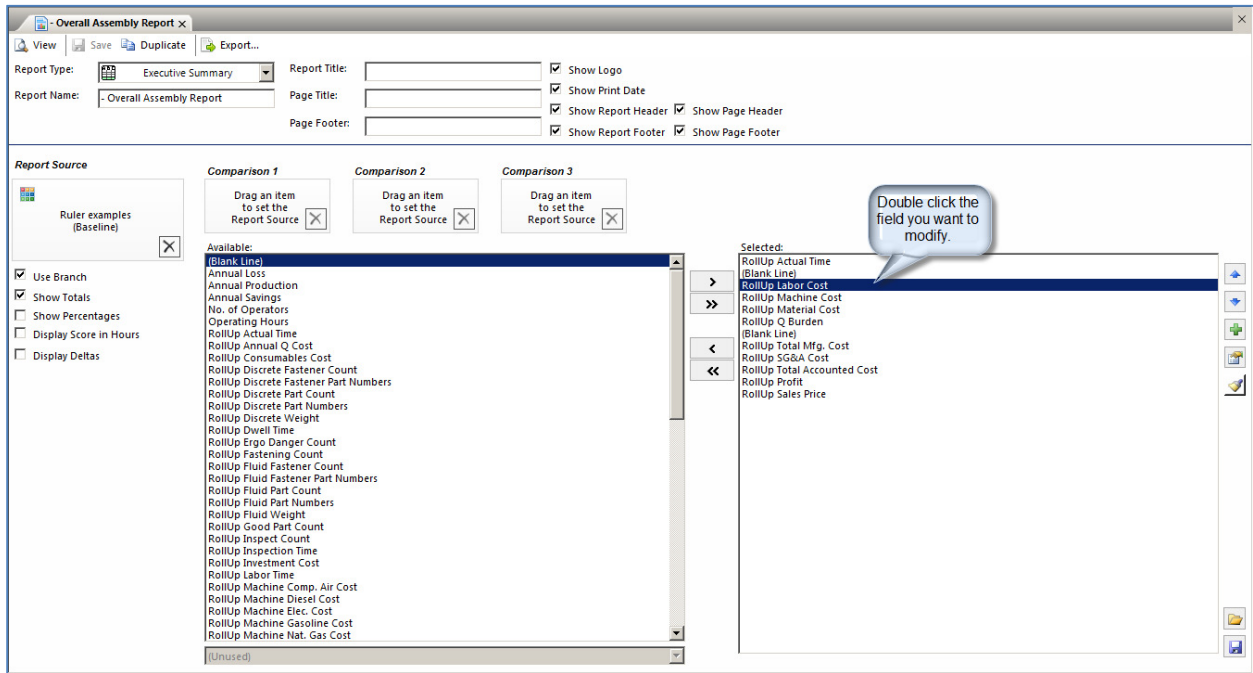 - Overall Assembly Report
View Save Duplicate Export...
Report Type: Executive Summary
Report Name: - Overall Assembly Report
Report Title:
Page Title:
Page Footer:
Show Logo
Show Print Date
Show Report Header Show Page Header
Show Report Footer Show Page Footer
Report Source
Ruler examples
(Baseline)
Use Branch
Show Totals
Show Percentages
Display Score in Hours
Display Deltas
Comparison 1
Drag an item
to set the
Report Source
Comparison 2
Drag an item
to set the
Report Source
Comparison 3
Drag an item
to set the
Report Source
Available:
(Blank Line)
Annual Loss
Annual Production
Annual Savings
No. of Operators
Operating Hours
RollUp Actual Time
RollUp Annual Q Cost
RollUp Consumables Cost
RollUp Discrete Fastener Count
RollUp Discrete Fastener Part Numbers
RollUp Discrete Part Count
RollUp Discrete Part Numbers
RollUp Discrete Weight
RollUp Dwell Time
RollUp Ergo Danger Count
RollUp Fastening Count
RollUp Fluid Fastener Count
RollUp Fluid Fastener Part Numbers
RollUp Fluid Part Count
RollUp Fluid Part Numbers
RollUp Fluid Weight
RollUp Good Part Count
RollUp Inspect Count
RollUp Inspection Time
RollUp Investment Cost
RollUp Labor Time
RollUp Machine Comp. Air Cost
RollUp Machine Diesel Cost
RollUp Machine Elec. Cost
RollUp Machine Gasoline Cost
RollUp Machine Nat. Gas Cost
(Unused)
>
>>
<
<<
Double click the
field you want to
modify.
Selected:
RollUp Actual Time
(Blank Line)
RollUp Labor Cost
RollUp Machine Cost
RollUp Material Cost
RollUp Q Burden
(Blank Line)
RollUp Total Mfg. Cost
RollUp SG&A Cost
RollUp Total Accounted Cost
RollUp Profit
RollUp Sales Price